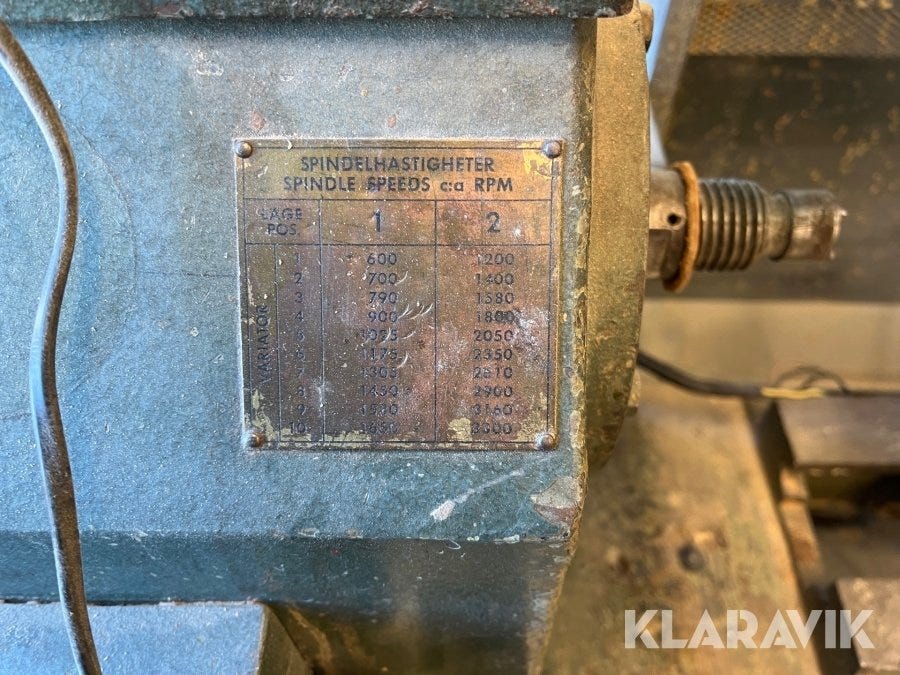 SPINDELHASTIGHETER
SPINDLE SPEEDS c:a RPM
LÄGE POS. 1 2
VARIATOR
1 600 1200
2 700 1400
3 790 1580
4 900 1800
5 1025 2050
6 1175 2350
7 1305 2610
8 1450 2900
9 1580 3160
10 1650 3300
KLARAVIK